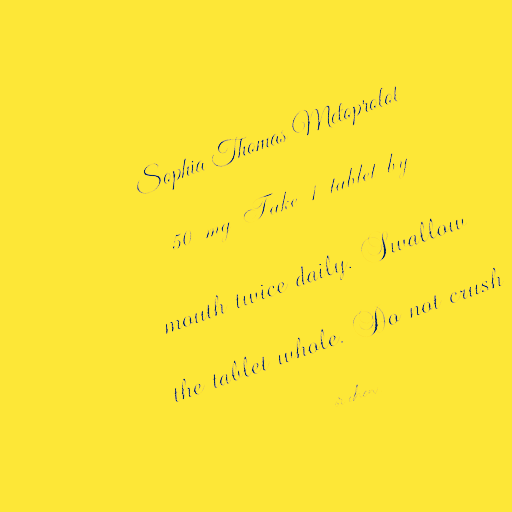 Sophia Thomas Metoprolol
50 mg Take 1 tablet by
mouth twice daily. Swallow
the tablet whole. Do not crush